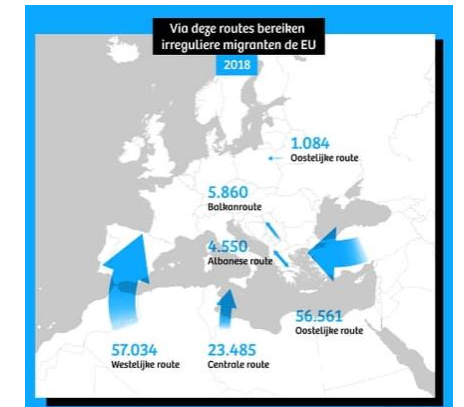 Via deze routes bereiken
irreguliere migranten de EU
2018
1.084
Oostelijke route
5.860
Balkanroute
4.550
Albanese route
56.561
Oostelijke route
57.034
Westelijke route
23.485
Centrale route